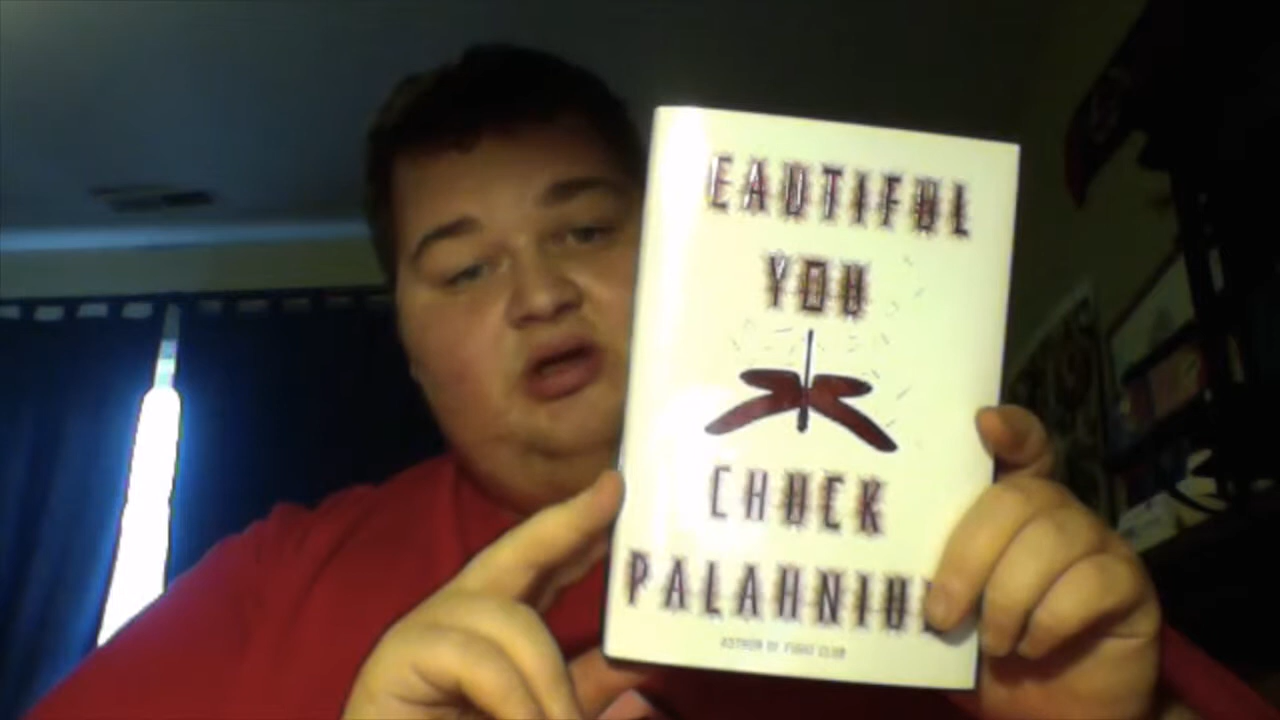 EAUTIFUL
YOU
CHUCK
PALAHNIU
AUTHOR OF FIGHT CLUB